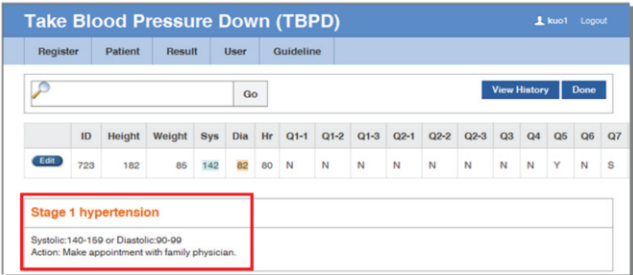 Take Blood Pressure Down (TBPD)
kuo1 Logout
Register Patient Result User Guideline
Go
View History Done
ID Height Weight Sys Dia Hr Q1-1 Q1-2 Q1-3 Q2-1 Q2-2 Q2-3 Q3 Q4 Q5 Q6 Q7
Edit 723 182 85 142 82 80 N N N N N N N N Y N S
Stage 1 hypertension
Systolic:140-159 or Diastolic:90-99
Action: Make appointment with family physician.